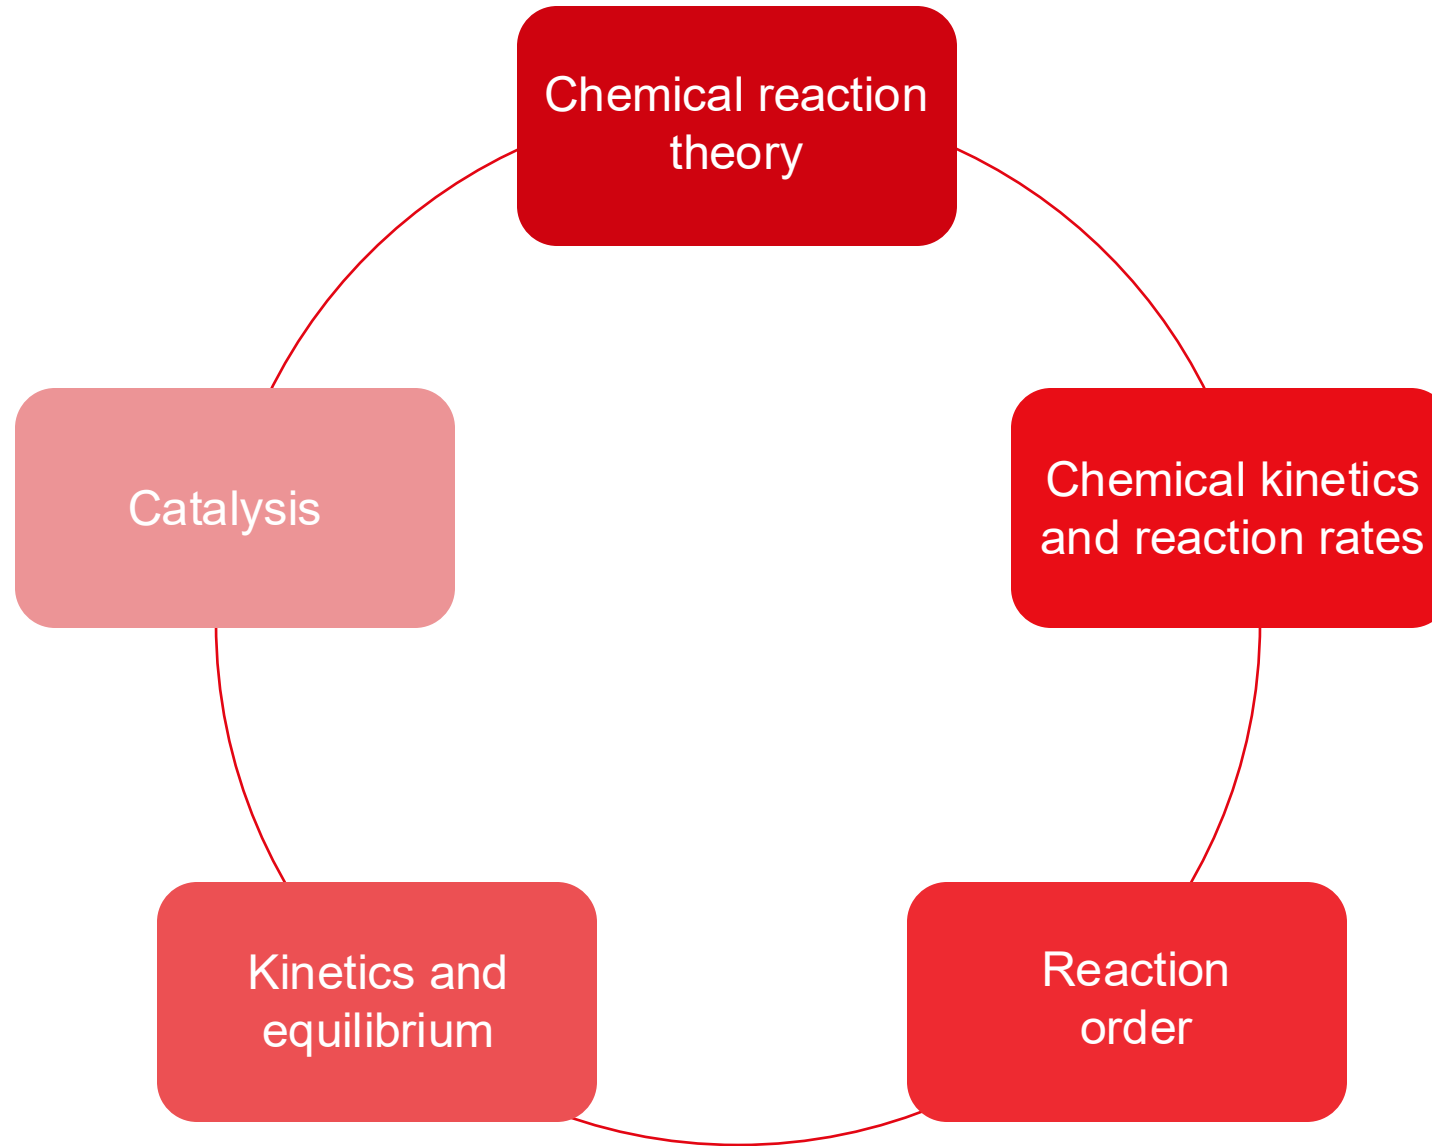 Chemical reaction
theory
Chemical kinetics
and reaction rates
Reaction
order
Kinetics and
equilibrium
Catalysis